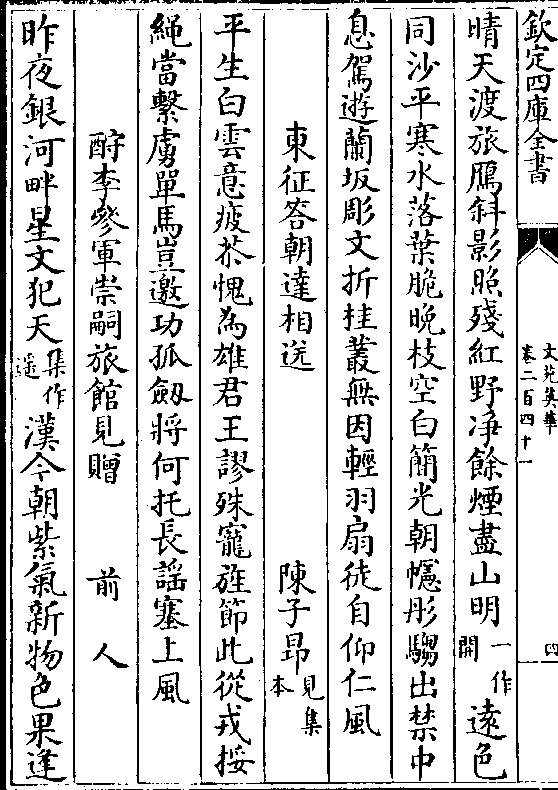 欽定四庫全書
文苑英華
卷二百四十一
四
晴天渡旅鴈斜影照殘紅野净餘煙盡山明一作開遠色
同沙平寒水落葉脆晚枝空白簡光朝幰彤騶出禁中
息駕遊蘭坂彫文折桂叢無因輕羽扇徒自仰仁風
東征答朝達相送 陳子昻見集本
平生白雲意疲苶愧為雄君王謬殊寵旌節此從戎挼
繩當繫虜單馬豈邀功孤劔將何托長謡塞上風
酧李參軍崇嗣旅館見贈 前人
昨夜銀河畔星文犯天集作遥漢今朝紫氣新物色果逢